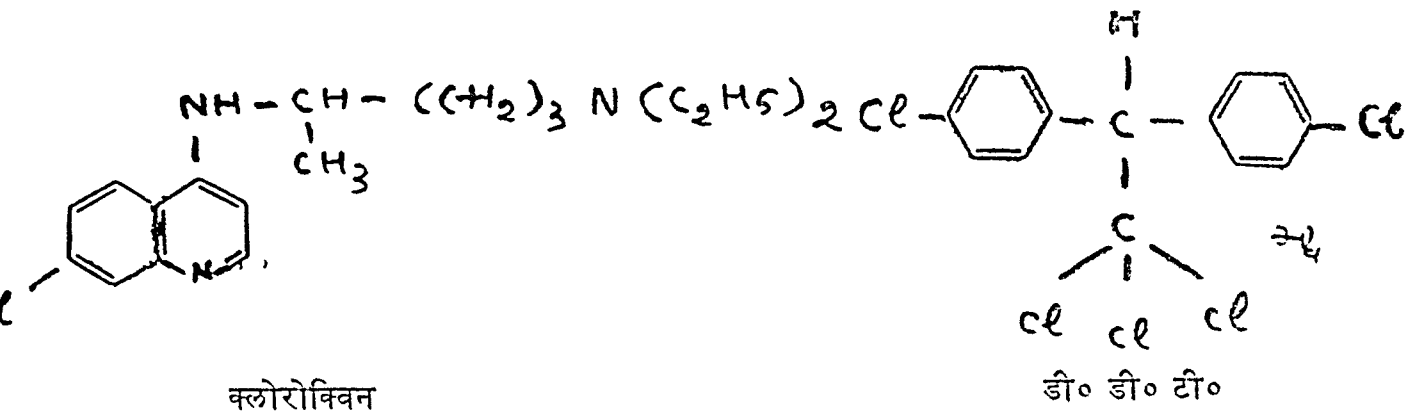 H
NH – CH – (CH₂)₃ N (C₂H₅)₂ Cl – – C – – Cl
CH₃
C
N
Cl Cl Cl
क्लोरोक्विन
डी० डी० टी०